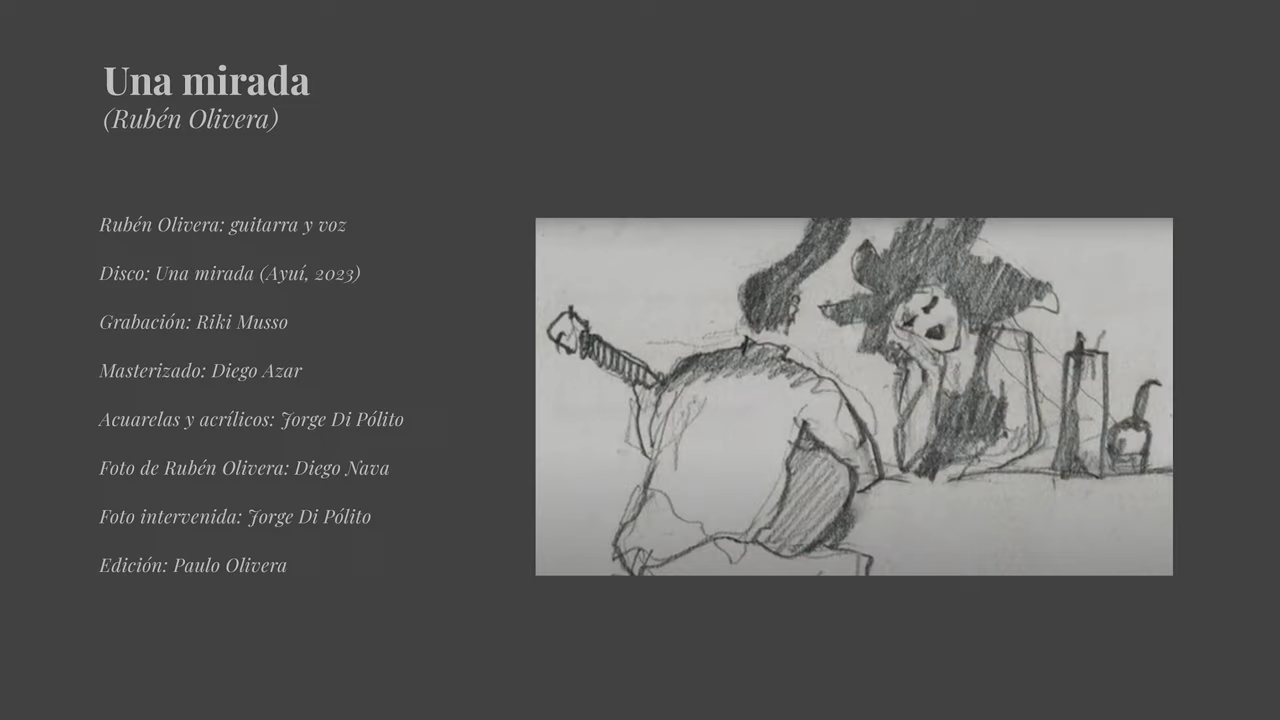 Una mirada
(Rubén Olivera)
Rubén Olivera: guitarra y voz
Disco: Una mirada (Ayuí, 2023)
Grabación: Riki Musso
Masterizado: Diego Azar
Acuarelas y acrílicos: Jorge Di Pólito
Foto de Rubén Olivera: Diego Nava
Foto intervenida: Jorge Di Pólito
Edición: Paulo Olivera